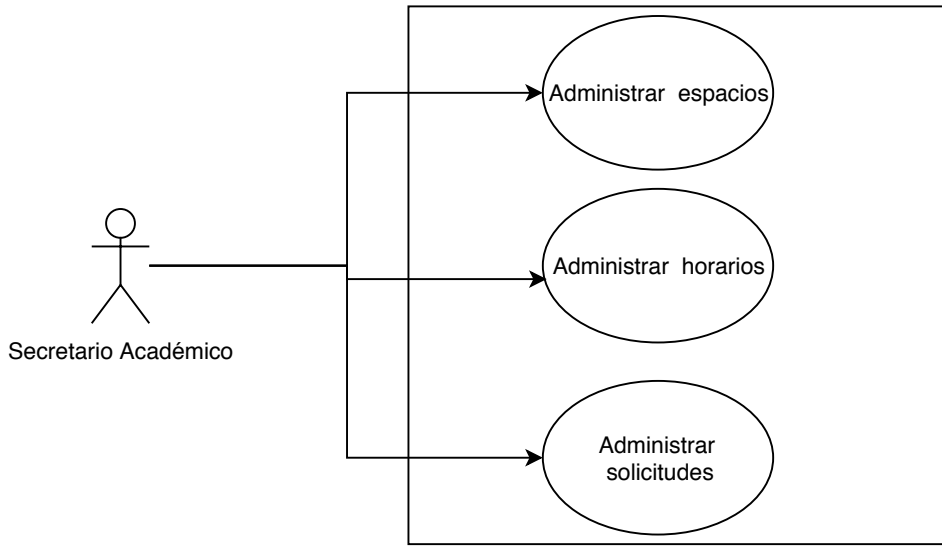 Administrar espacios
Administrar horarios
Secretario Académico
Administrar
solicitudes